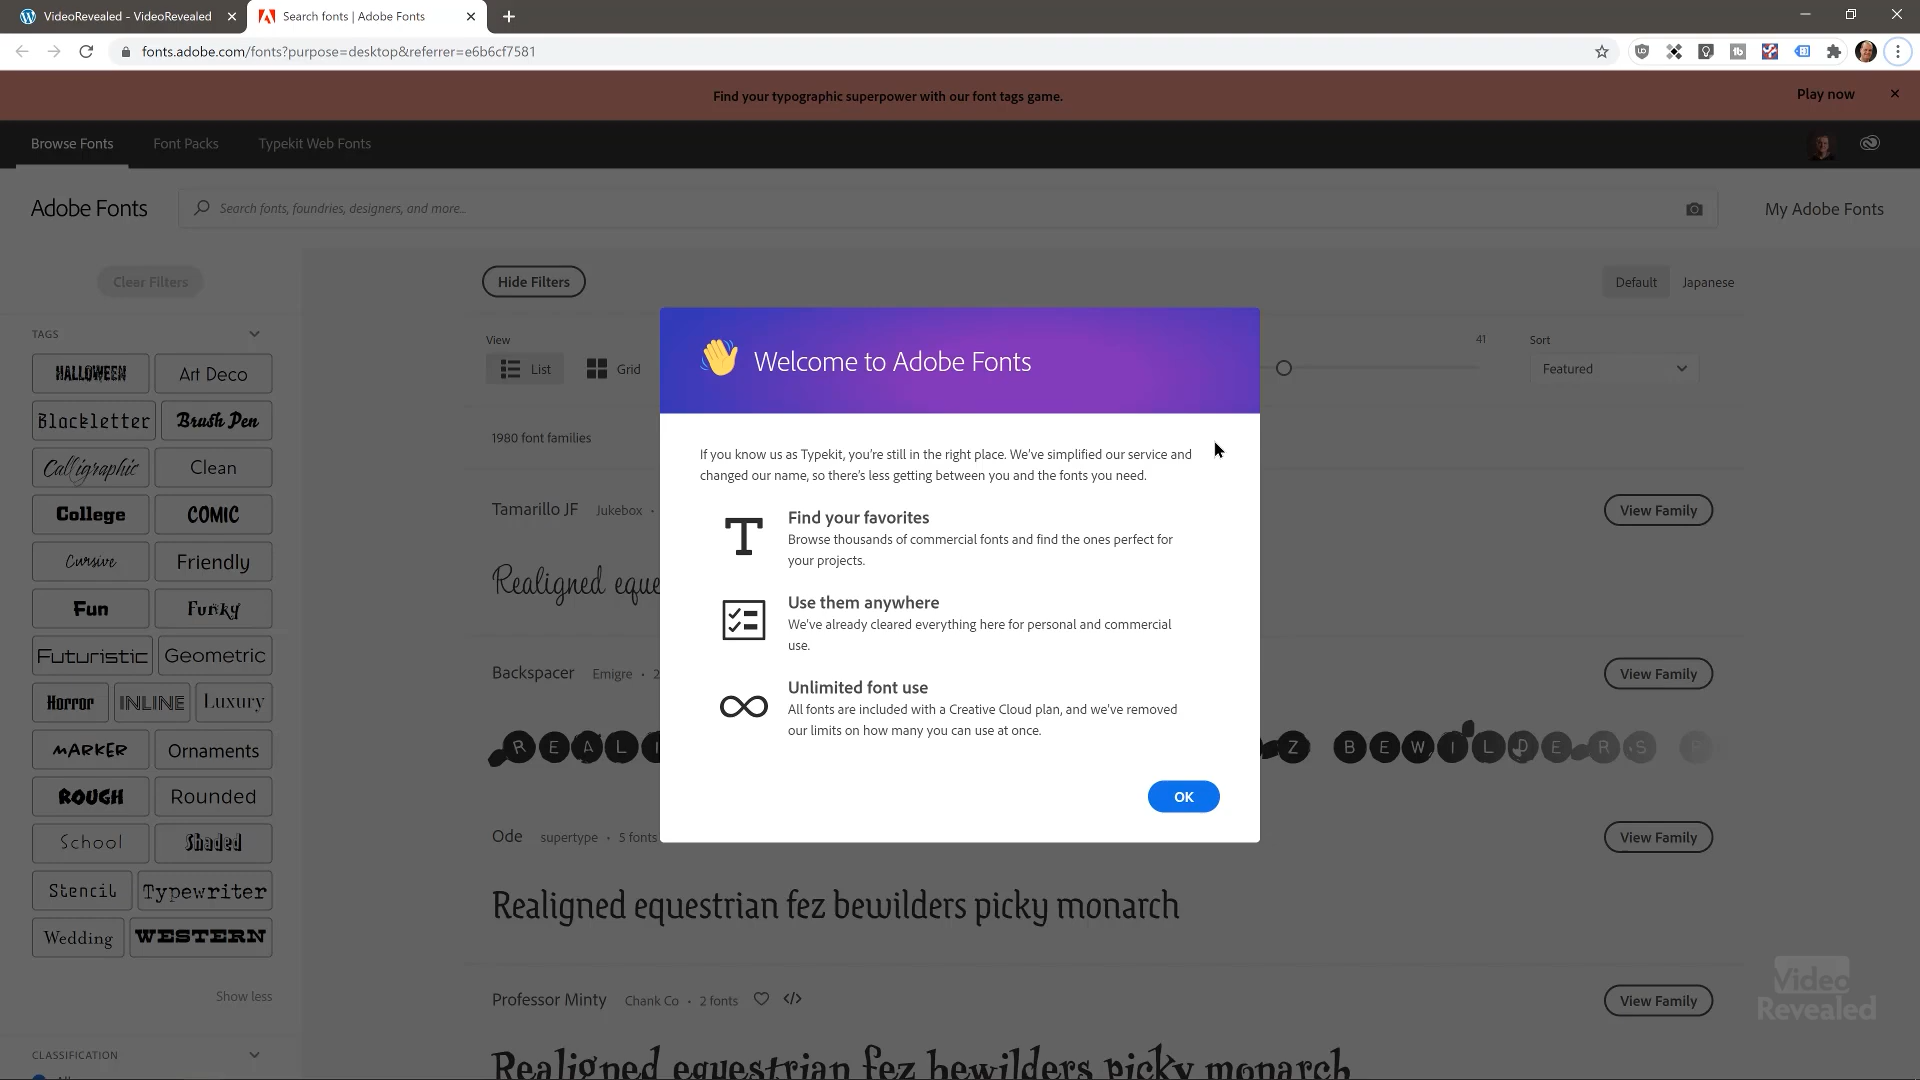 VideoRevealed - VideoRevealed
Search fonts | Adobe Fonts
fonts.adobe.com/fonts?purpose=desktop&referrer=e6b6cf7581
Find your typographic superpower with our font tags game.
Play now
Browse Fonts
Font Packs
Typekit Web Fonts
Adobe Fonts
Search fonts, foundries, designers, and more...
My Adobe Fonts
Clear Filters
Hide Filters
Default
Japanese
TAGS
HALLOWEEN
Art Deco
Blackletter
Brush Pen
Calligraphic
Clean
College
COMIC
Cursive
Friendly
Fun
Funky
Futuristic
Geometric
Horror
INLINE
Luxury
MARKER
Ornaments
ROUGH
Rounded
School
Shaded
Stencil
Typewriter
Wedding
WESTERN
Show less
CLASSIFICATION
View
List
Grid
41
Sort
Featured
1980 font families
Welcome to Adobe Fonts
If you know us as Typekit, you're still in the right place. We've simplified our service and
changed our name, so there's less getting between you and the fonts you need.
Find your favorites
Browse thousands of commercial fonts and find the ones perfect for
your projects.
Use them anywhere
We've already cleared everything here for personal and commercial
use.
Unlimited font use
All fonts are included with a Creative Cloud plan, and we've removed
our limits on how many you can use at once.
OK
Tamarillo JF
Jukebox •
View Family
Realigned eque
Backspacer
Emigre • 2
View Family
REALI
Z BEWILDERS P
Ode
supertype • 5 fonts
View Family
Realigned equestrian fez bewilders picky monarch
Professor Minty
Chank Co • 2 fonts
View Family
Realigned equestrian fez bewilders picky monarch
Video
Revealed